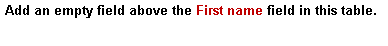 Add an empty field above the First name field in this table.